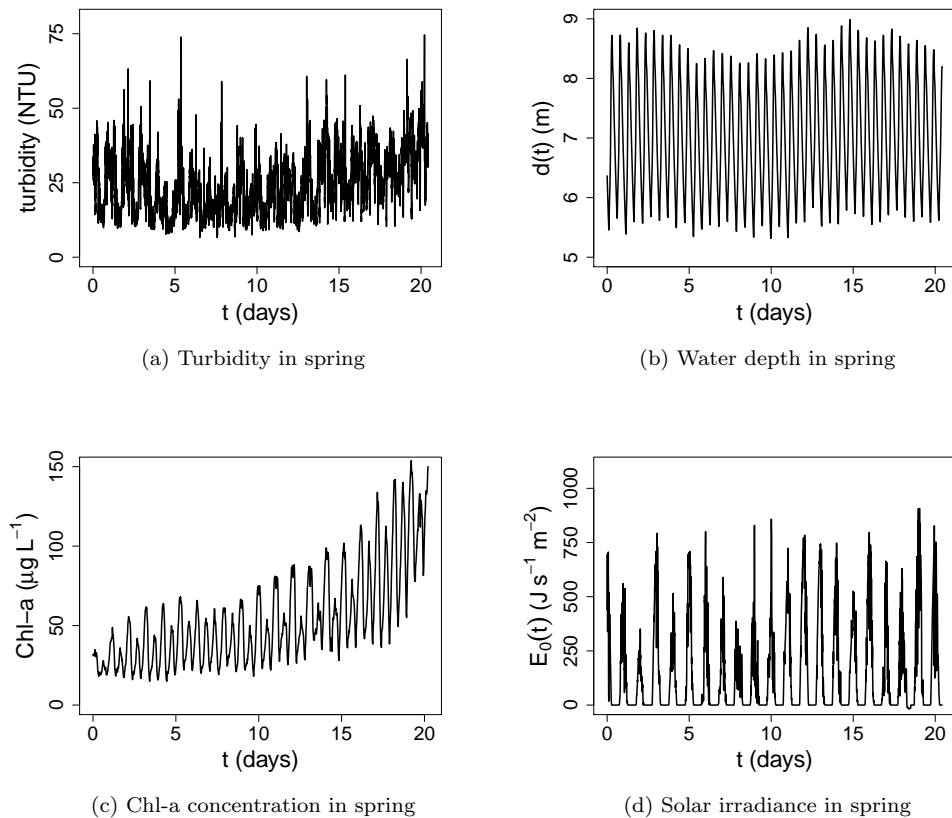 turbidity (NTU)
75
50
25
0
0 5 10 15 20
t (days)
(a) Turbidity in spring
d(t) (m)
9
8
7
6
5
0 5 10 15 20
t (days)
(b) Water depth in spring
Chl−a (μg L⁻¹)
150
100
50
0
0 5 10 15 20
t (days)
(c) Chl-a concentration in spring
E₀(t) (J s⁻¹ m⁻²)
1000
750
500
250
0
0 5 10 15 20
t (days)
(d) Solar irradiance in spring